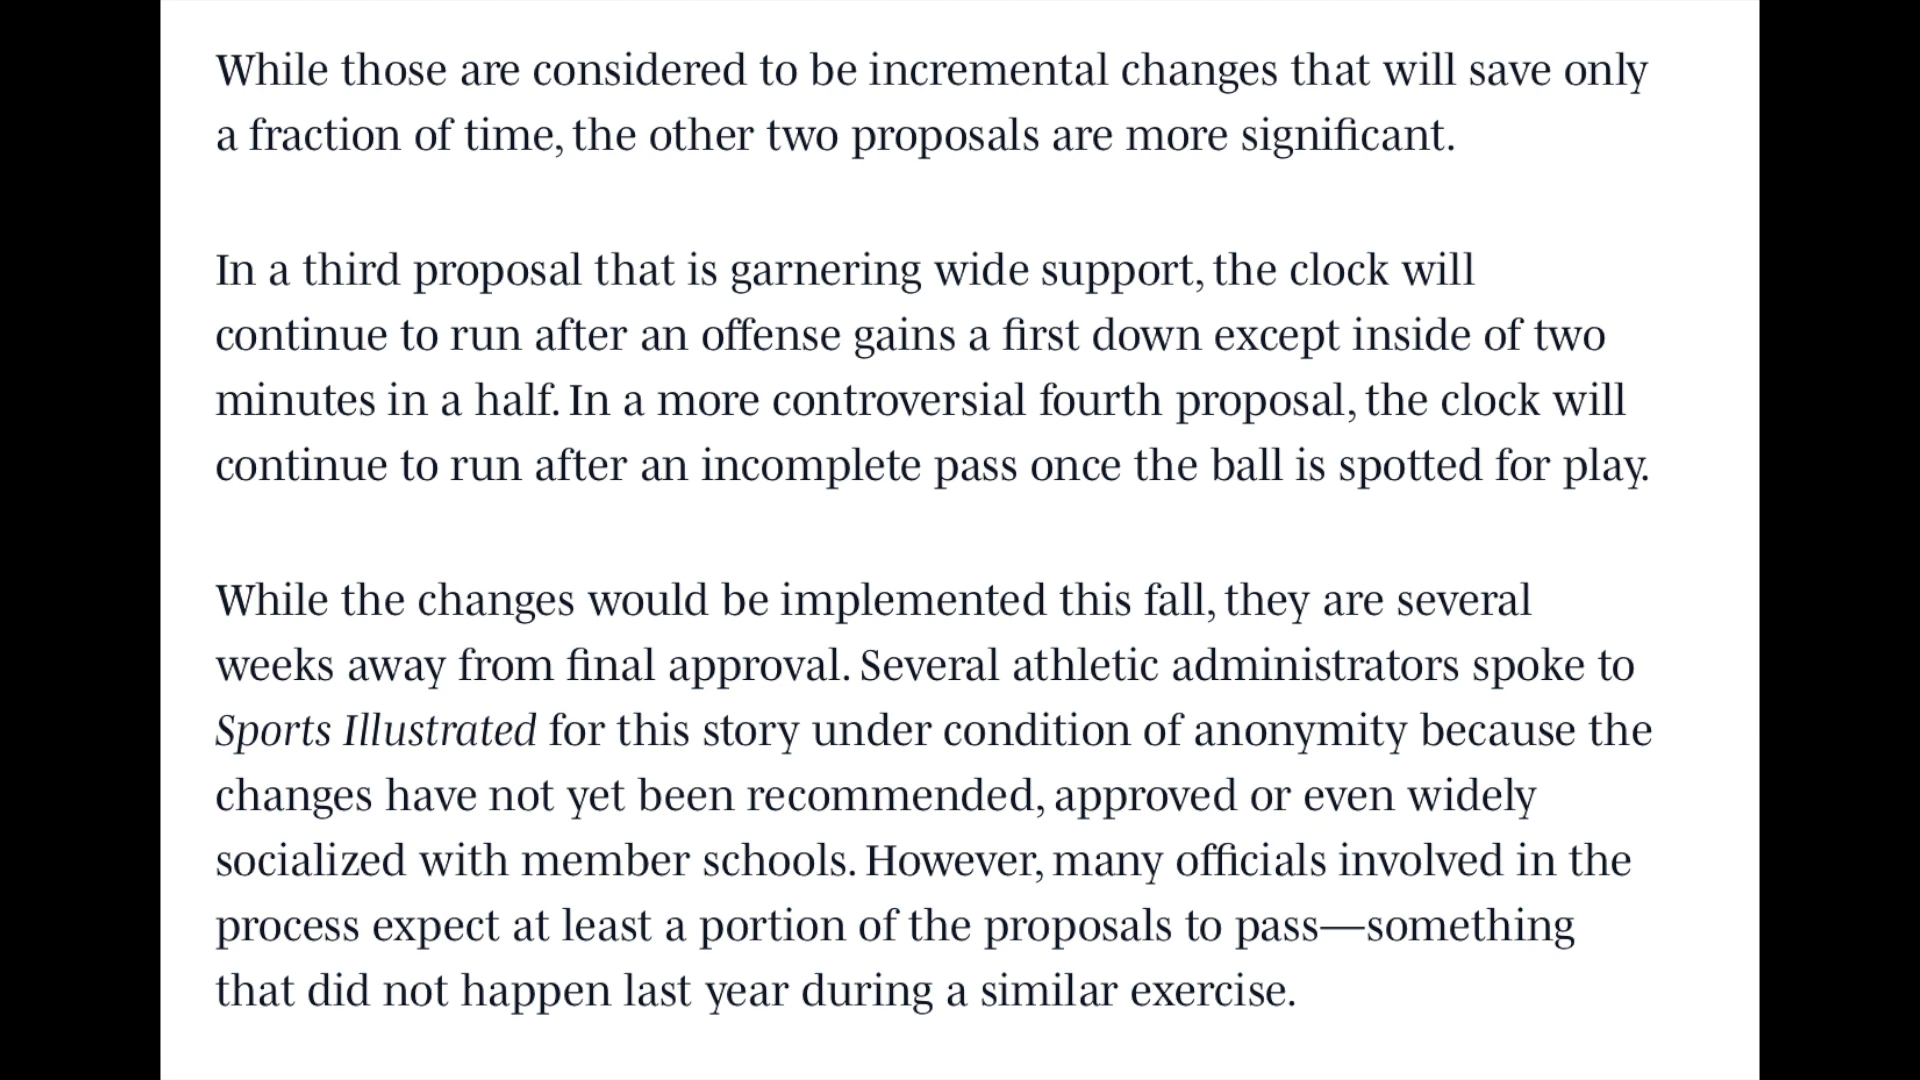 While those are considered to be incremental changes that will save only
a fraction of time, the other two proposals are more significant.
In a third proposal that is garnering wide support, the clock will
continue to run after an offense gains a first down except inside of two
minutes in a half. In a more controversial fourth proposal, the clock will
continue to run after an incomplete pass once the ball is spotted for play.
While the changes would be implemented this fall, they are several
weeks away from final approval. Several athletic administrators spoke to
Sports Illustrated for this story under condition of anonymity because the
changes have not yet been recommended, approved or even widely
socialized with member schools. However, many officials involved in the
process expect at least a portion of the proposals to pass—something
that did not happen last year during a similar exercise.